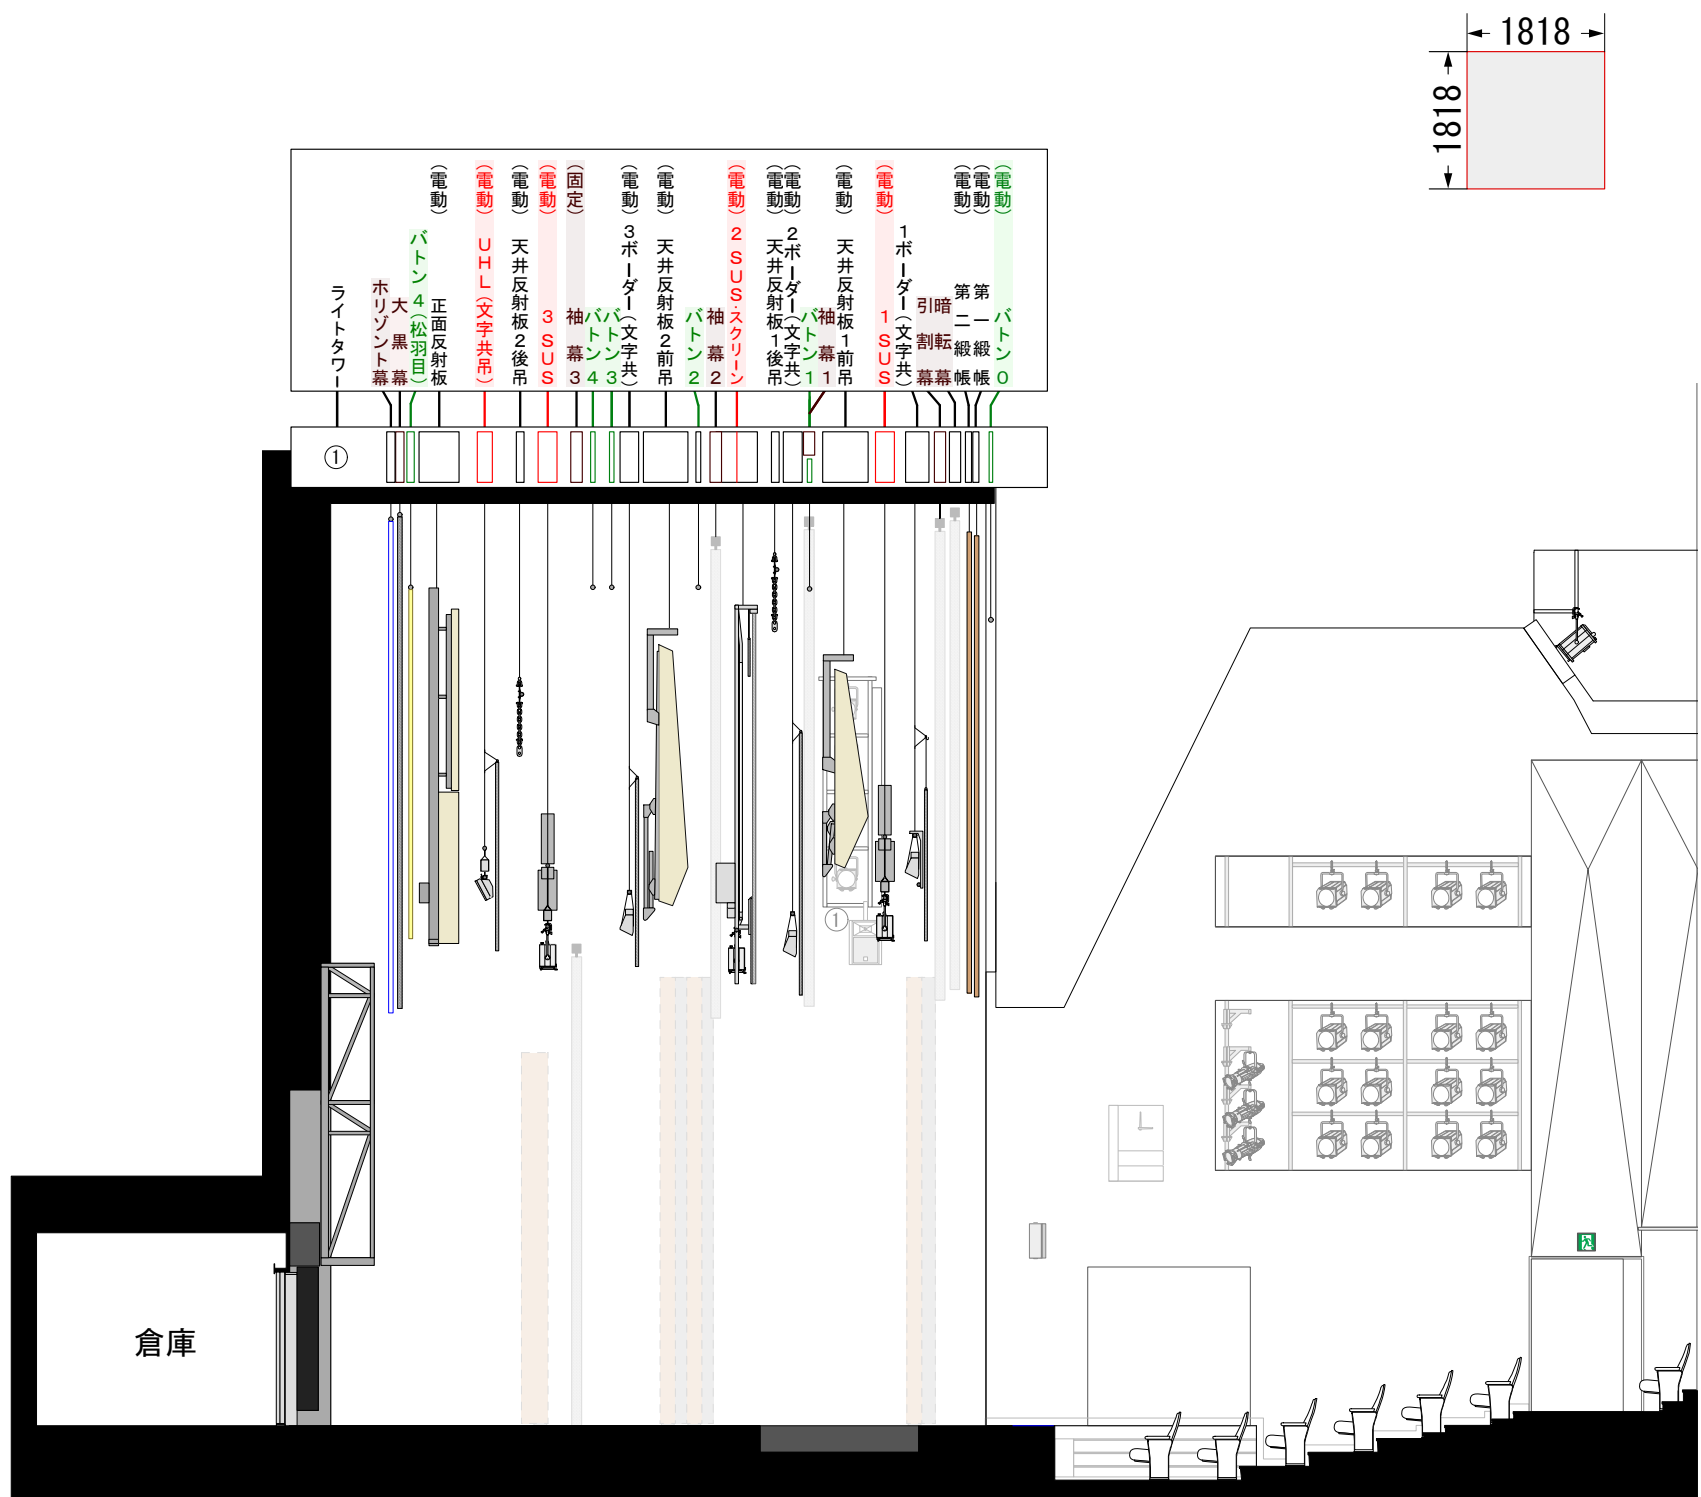 1818
1818
ライトタワー
ホリゾント幕
大黒幕
バトン4(松羽目)
(電動) 正面反射板
(電動) UHL(文字共吊)
(電動) 天井反射板2後吊
(電動) 3SUS
(固定) 袖幕3
バトン4
バトン3
(電動) 3ボーダー(文字共)
(電動) 天井反射板2前吊
バトン2
袖幕2
(電動) 2SUS・スクリーン
(電動) 天井反射板1後吊
(電動) 2ボーダー(文字共)
バトン1
袖幕1
(電動) 天井反射板1前吊
(電動) 1SUS
1ボーダー(文字共)
引割幕
暗転幕
(電動) 第二緞帳
(電動) 第一緞帳
(電動) バトン0
①
①
倉庫